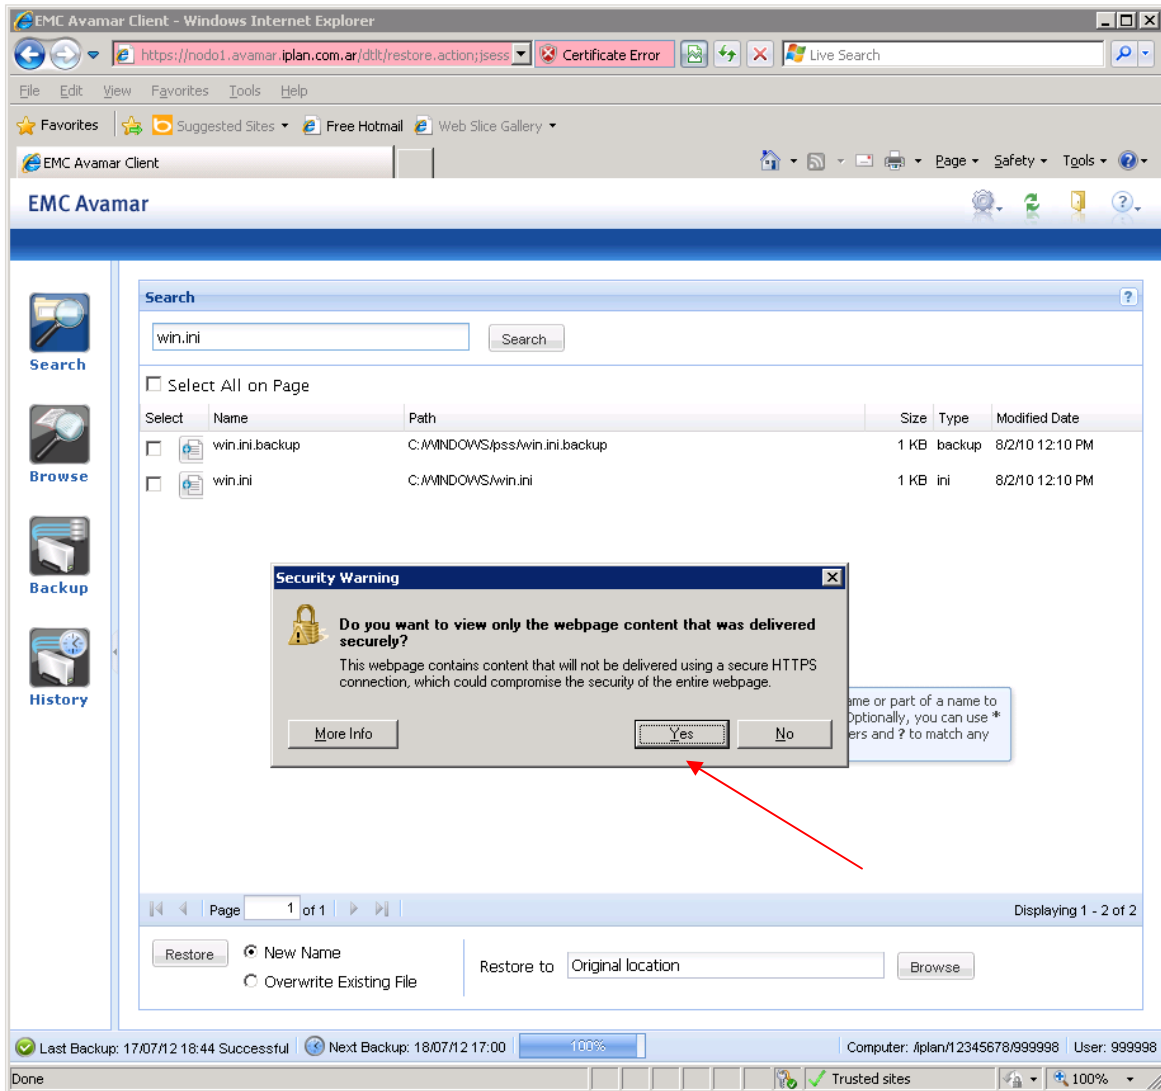 EMC Avamar Client - Windows Internet Explorer
https://nodo1.avamar.iplan.com.ar/dtlt/restore.action;jsess Certificate Error Live Search
File Edit View Favorites Tools Help
Favorites Suggested Sites Free Hotmail Web Slice Gallery
EMC Avamar Client Page Safety Tools
EMC Avamar
Search
win.ini Search
Search
Select All on Page
Select Name Path Size Type Modified Date
win.ini.backup C:/WINDOWS/pss/win.ini.backup 1 KB backup 8/2/10 12:10 PM
Browse
win.ini C:/WINDOWS/win.ini 1 KB ini 8/2/10 12:10 PM
Backup
Security Warning
Do you want to view only the webpage content that was delivered
securely?
This webpage contains content that will not be delivered using a secure HTTPS
connection, which could compromise the security of the entire webpage.
More Info Yes No
History
ame or part of a name to
Optionally, you can use *
ers and ? to match any
Page 1 of 1 Displaying 1 - 2 of 2
Restore New Name
Overwrite Existing File
Restore to Original location Browse
Last Backup: 17/07/12 18:44 Successful Next Backup: 18/07/12 17:00 100% Computer: /iplan/12345678/999998 User: 999998
Done Trusted sites 100%